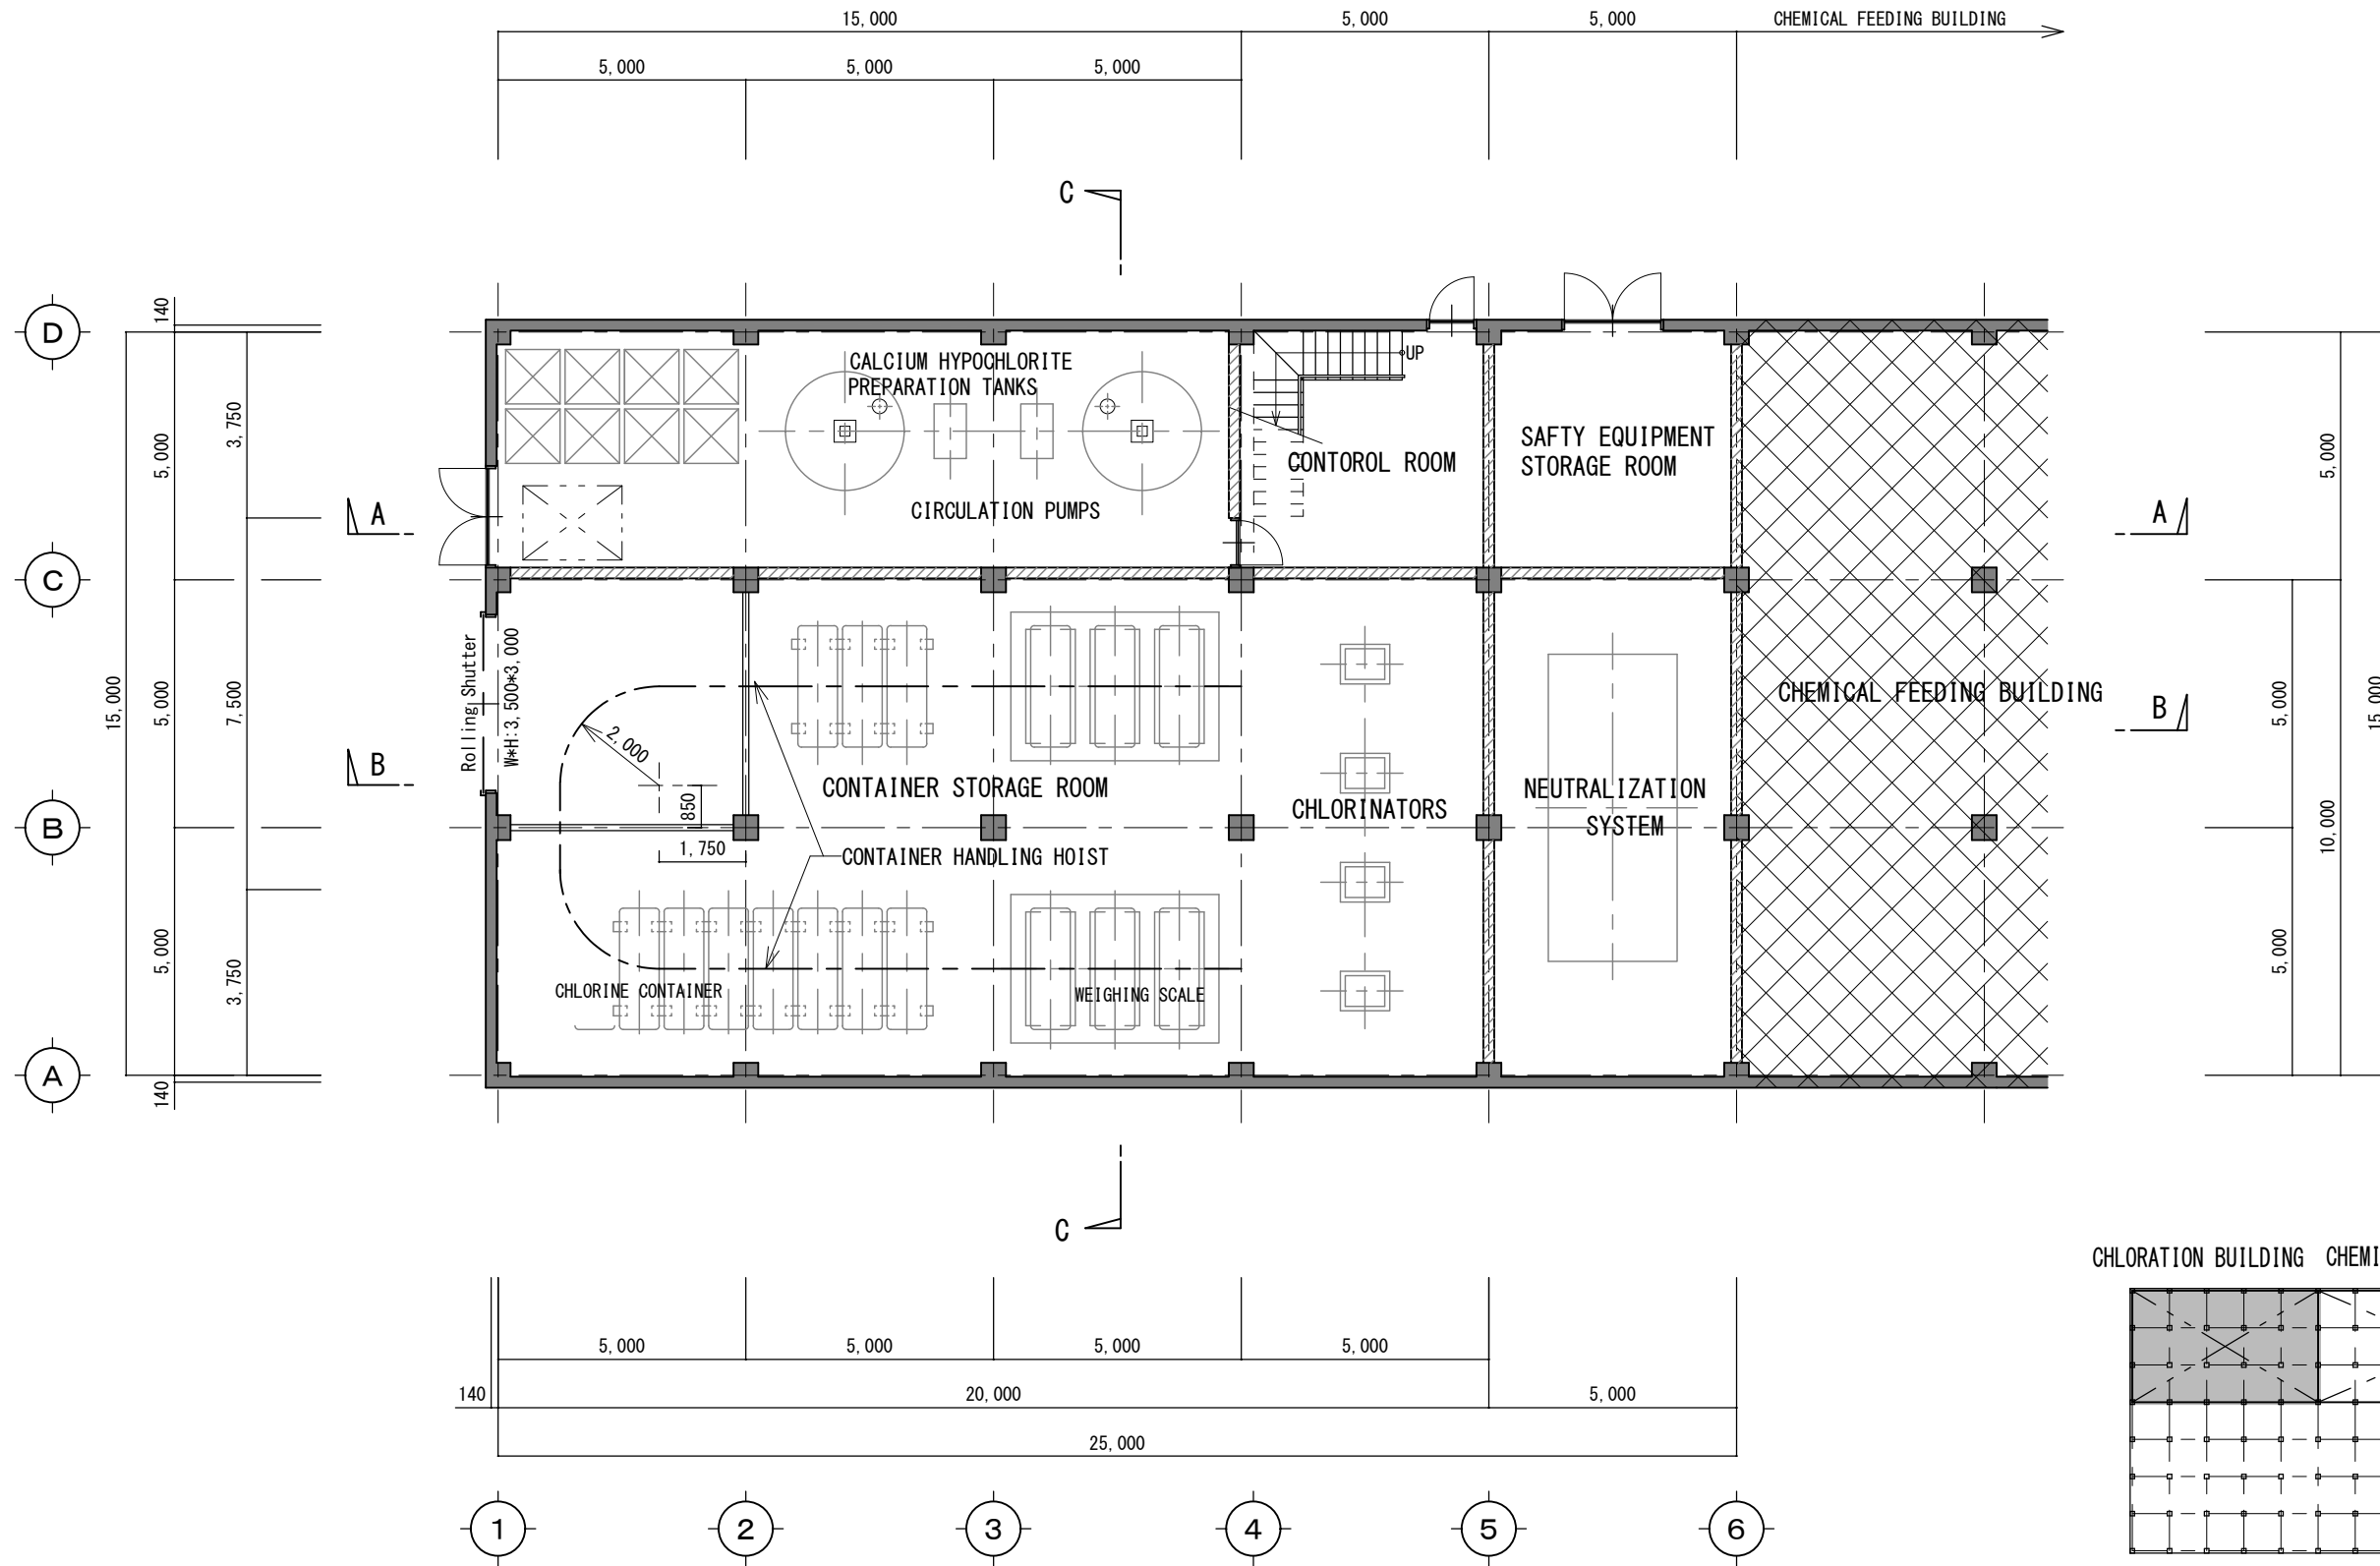 15,000
5,000
5,000
CHEMICAL FEEDING BUILDING
5,000
5,000
5,000
C
140
D
CALCIUM HYPOCHLORITE
PREPARATION TANKS
UP
3,750
5,000
SAFTY EQUIPMENT
STORAGE ROOM
CONTOROL ROOM
5,000
CIRCULATION PUMPS
A
A
C
Rolling Shutter
W*H:3,500*3,000
15,000
5,000
7,500
2,000
CHEMICAL FEEDING BUILDING
5,000
15,000
B
B
CONTAINER STORAGE ROOM
850
CHLORINATORS
NEUTRALIZATION
SYSTEM
B
10,000
1,750
CONTAINER HANDLING HOIST
5,000
3,750
5,000
CHLORINE CONTAINER
WEIGHING SCALE
A
140
C
CHLORATION BUILDING
CHEMI
5,000
5,000
5,000
5,000
140
20,000
5,000
25,000
1
2
3
4
5
6